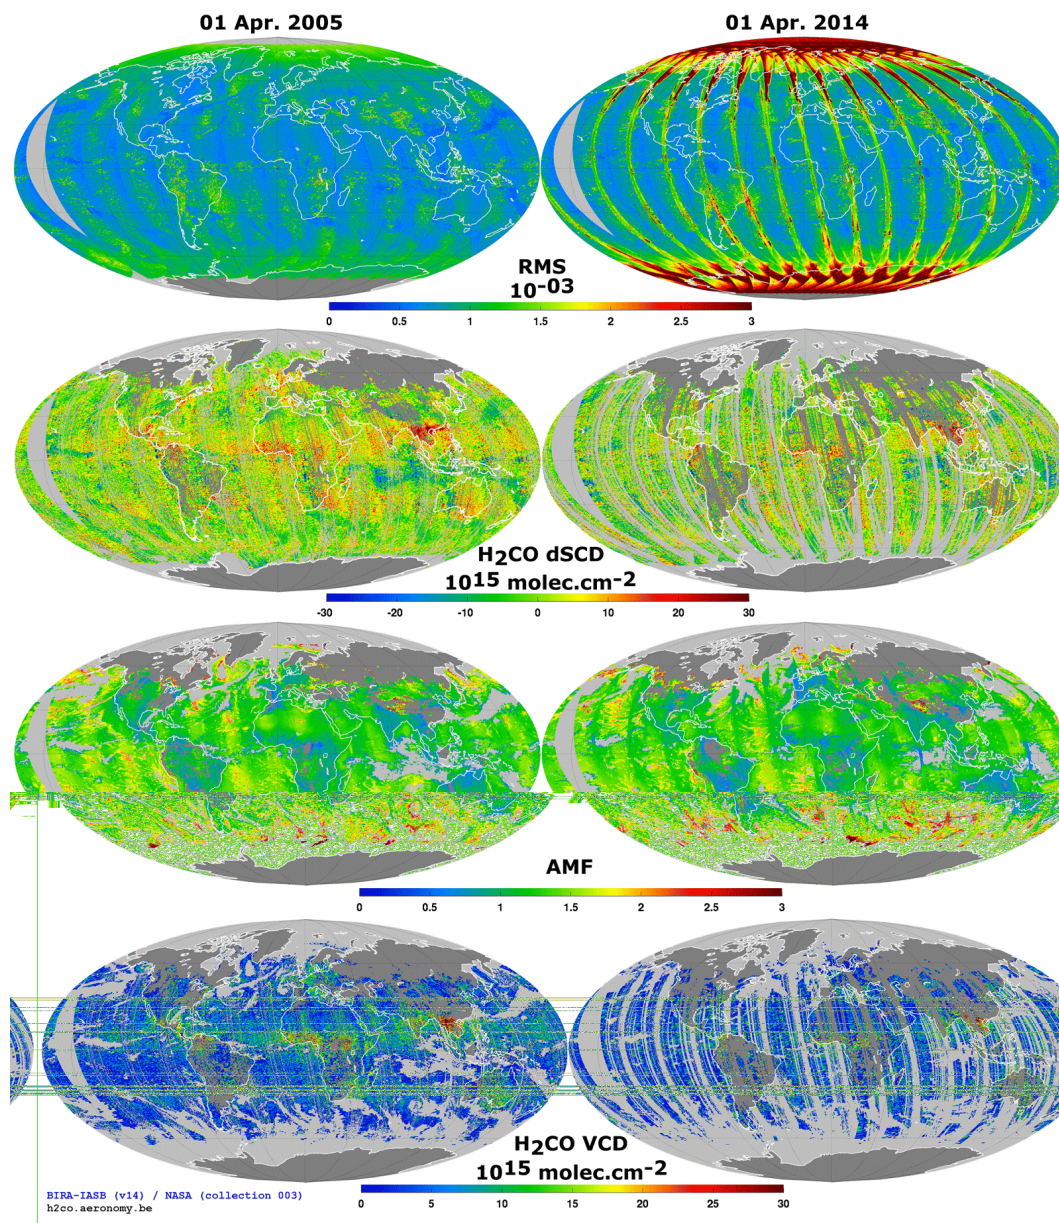 01 Apr. 2005
01 Apr. 2014
RMS
10-03
0 0.5 1 1.5 2 2.5 3
H2CO dSCD
1015 molec.cm-2
-30 -20 -10 0 10 20 30
AMF
0 0.5 1 1.5 2 2.5 3
H2CO VCD
1015 molec.cm-2
0 5 10 15 20 25 30
BIRA-IASB (v14) / NASA (collection 003)
h2co.aeronomy.be